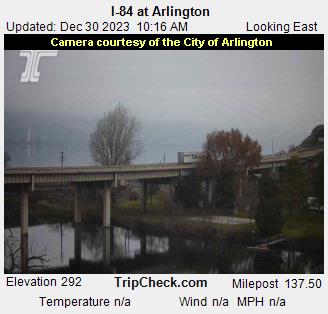 I-84 at Arlington
Updated: Dec 30 2023 10:16 AM Looking East
Camera courtesy of the City of Arlington
Elevation 292 TripCheck.com Milepost 137.50
Temperature n/a Wind n/a MPH n/a